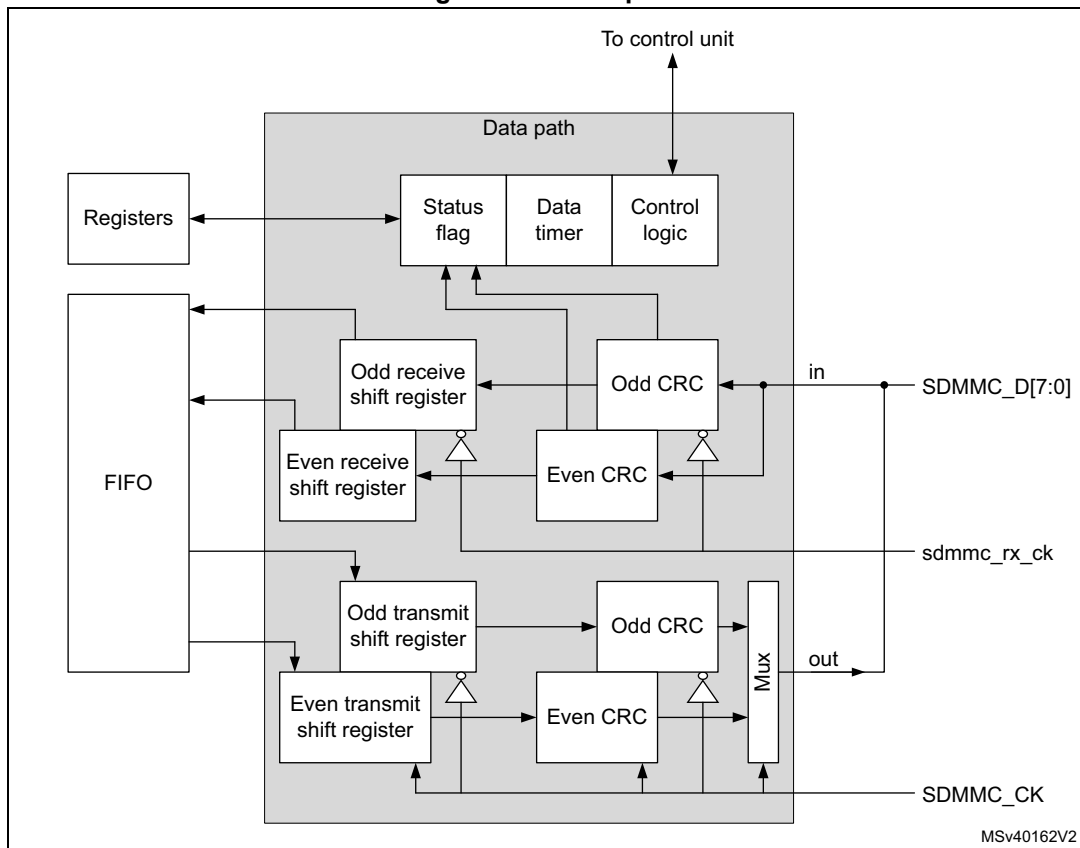 To control unit
Data path
Registers
Status
flag
Data
timer
Control
logic
Odd receive
shift register
Odd CRC
in
SDMMC_D[7:0]
Even receive
shift register
Even CRC
FIFO
sdmmc_rx_ck
Odd transmit
shift register
Odd CRC
Mux
out
Even transmit
shift register
Even CRC
SDMMC_CK
MSv40162V2